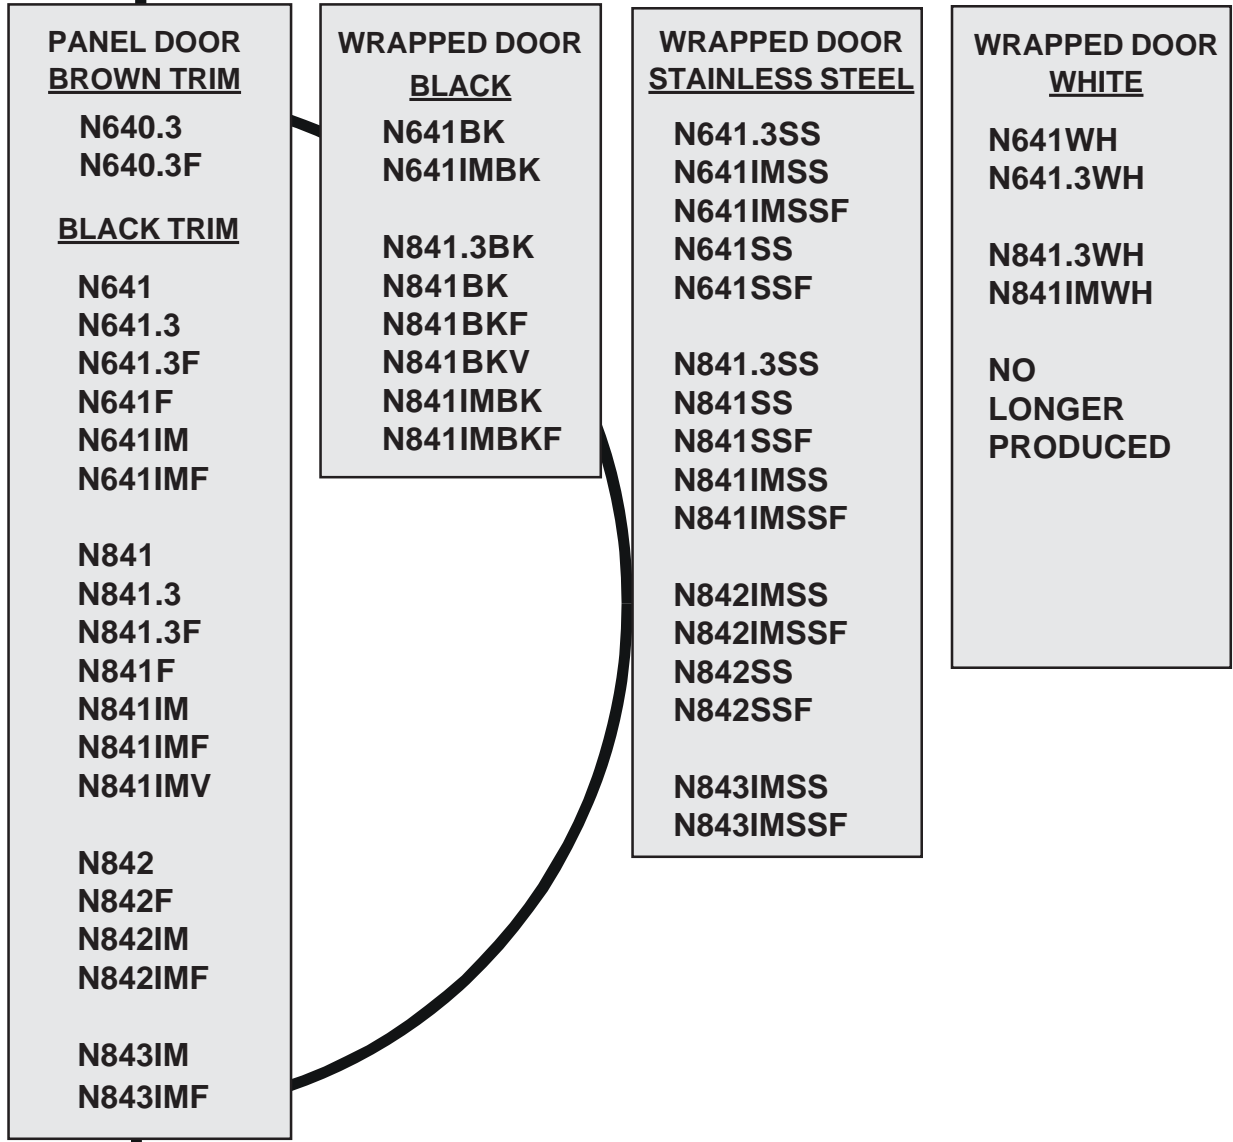 PANEL DOOR
BROWN TRIM
N640.3
N640.3F
BLACK TRIM
N641
N641.3
N641.3F
N641F
N641IM
N641IMF
N841
N841.3
N841.3F
N841F
N841IM
N841IMF
N841IMV
N842
N842F
N842IM
N842IMF
N843IM
N843IMF
WRAPPED DOOR
BLACK
N641BK
N641IMBK
N841.3BK
N841BK
N841BKF
N841BKV
N841IMBK
N841IMBKF
WRAPPED DOOR
STAINLESS STEEL
N641.3SS
N641IMSS
N641IMSSF
N641SS
N641SSF
N841.3SS
N841SS
N841SSF
N841IMSS
N841IMSSF
N842IMSS
N842IMSSF
N842SS
N842SSF
N843IMSS
N843IMSSF
WRAPPED DOOR
WHITE
N641WH
N641.3WH
N841.3WH
N841IMWH
NO
LONGER
PRODUCED